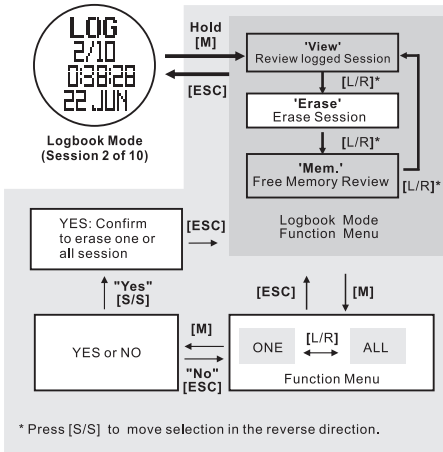 LOG
2/10
0:38:28
22 JUN
Logbook Mode
(Session 2 of 10)
Hold
[M]
[ESC]
'View'
Review logged Session
[L/R]*
'Erase'
Erase Session
[L/R]*
'Mem.'
Free Memory Review
[L/R]*
Logbook Mode
Function Menu
YES: Confirm
to erase one or
all session
[ESC]
"Yes"
[S/S]
[ESC]
[M]
YES or NO
[M]
"No"
[ESC]
ONE
[L/R]
ALL
Function Menu
* Press [S/S] to move selection in the reverse direction.